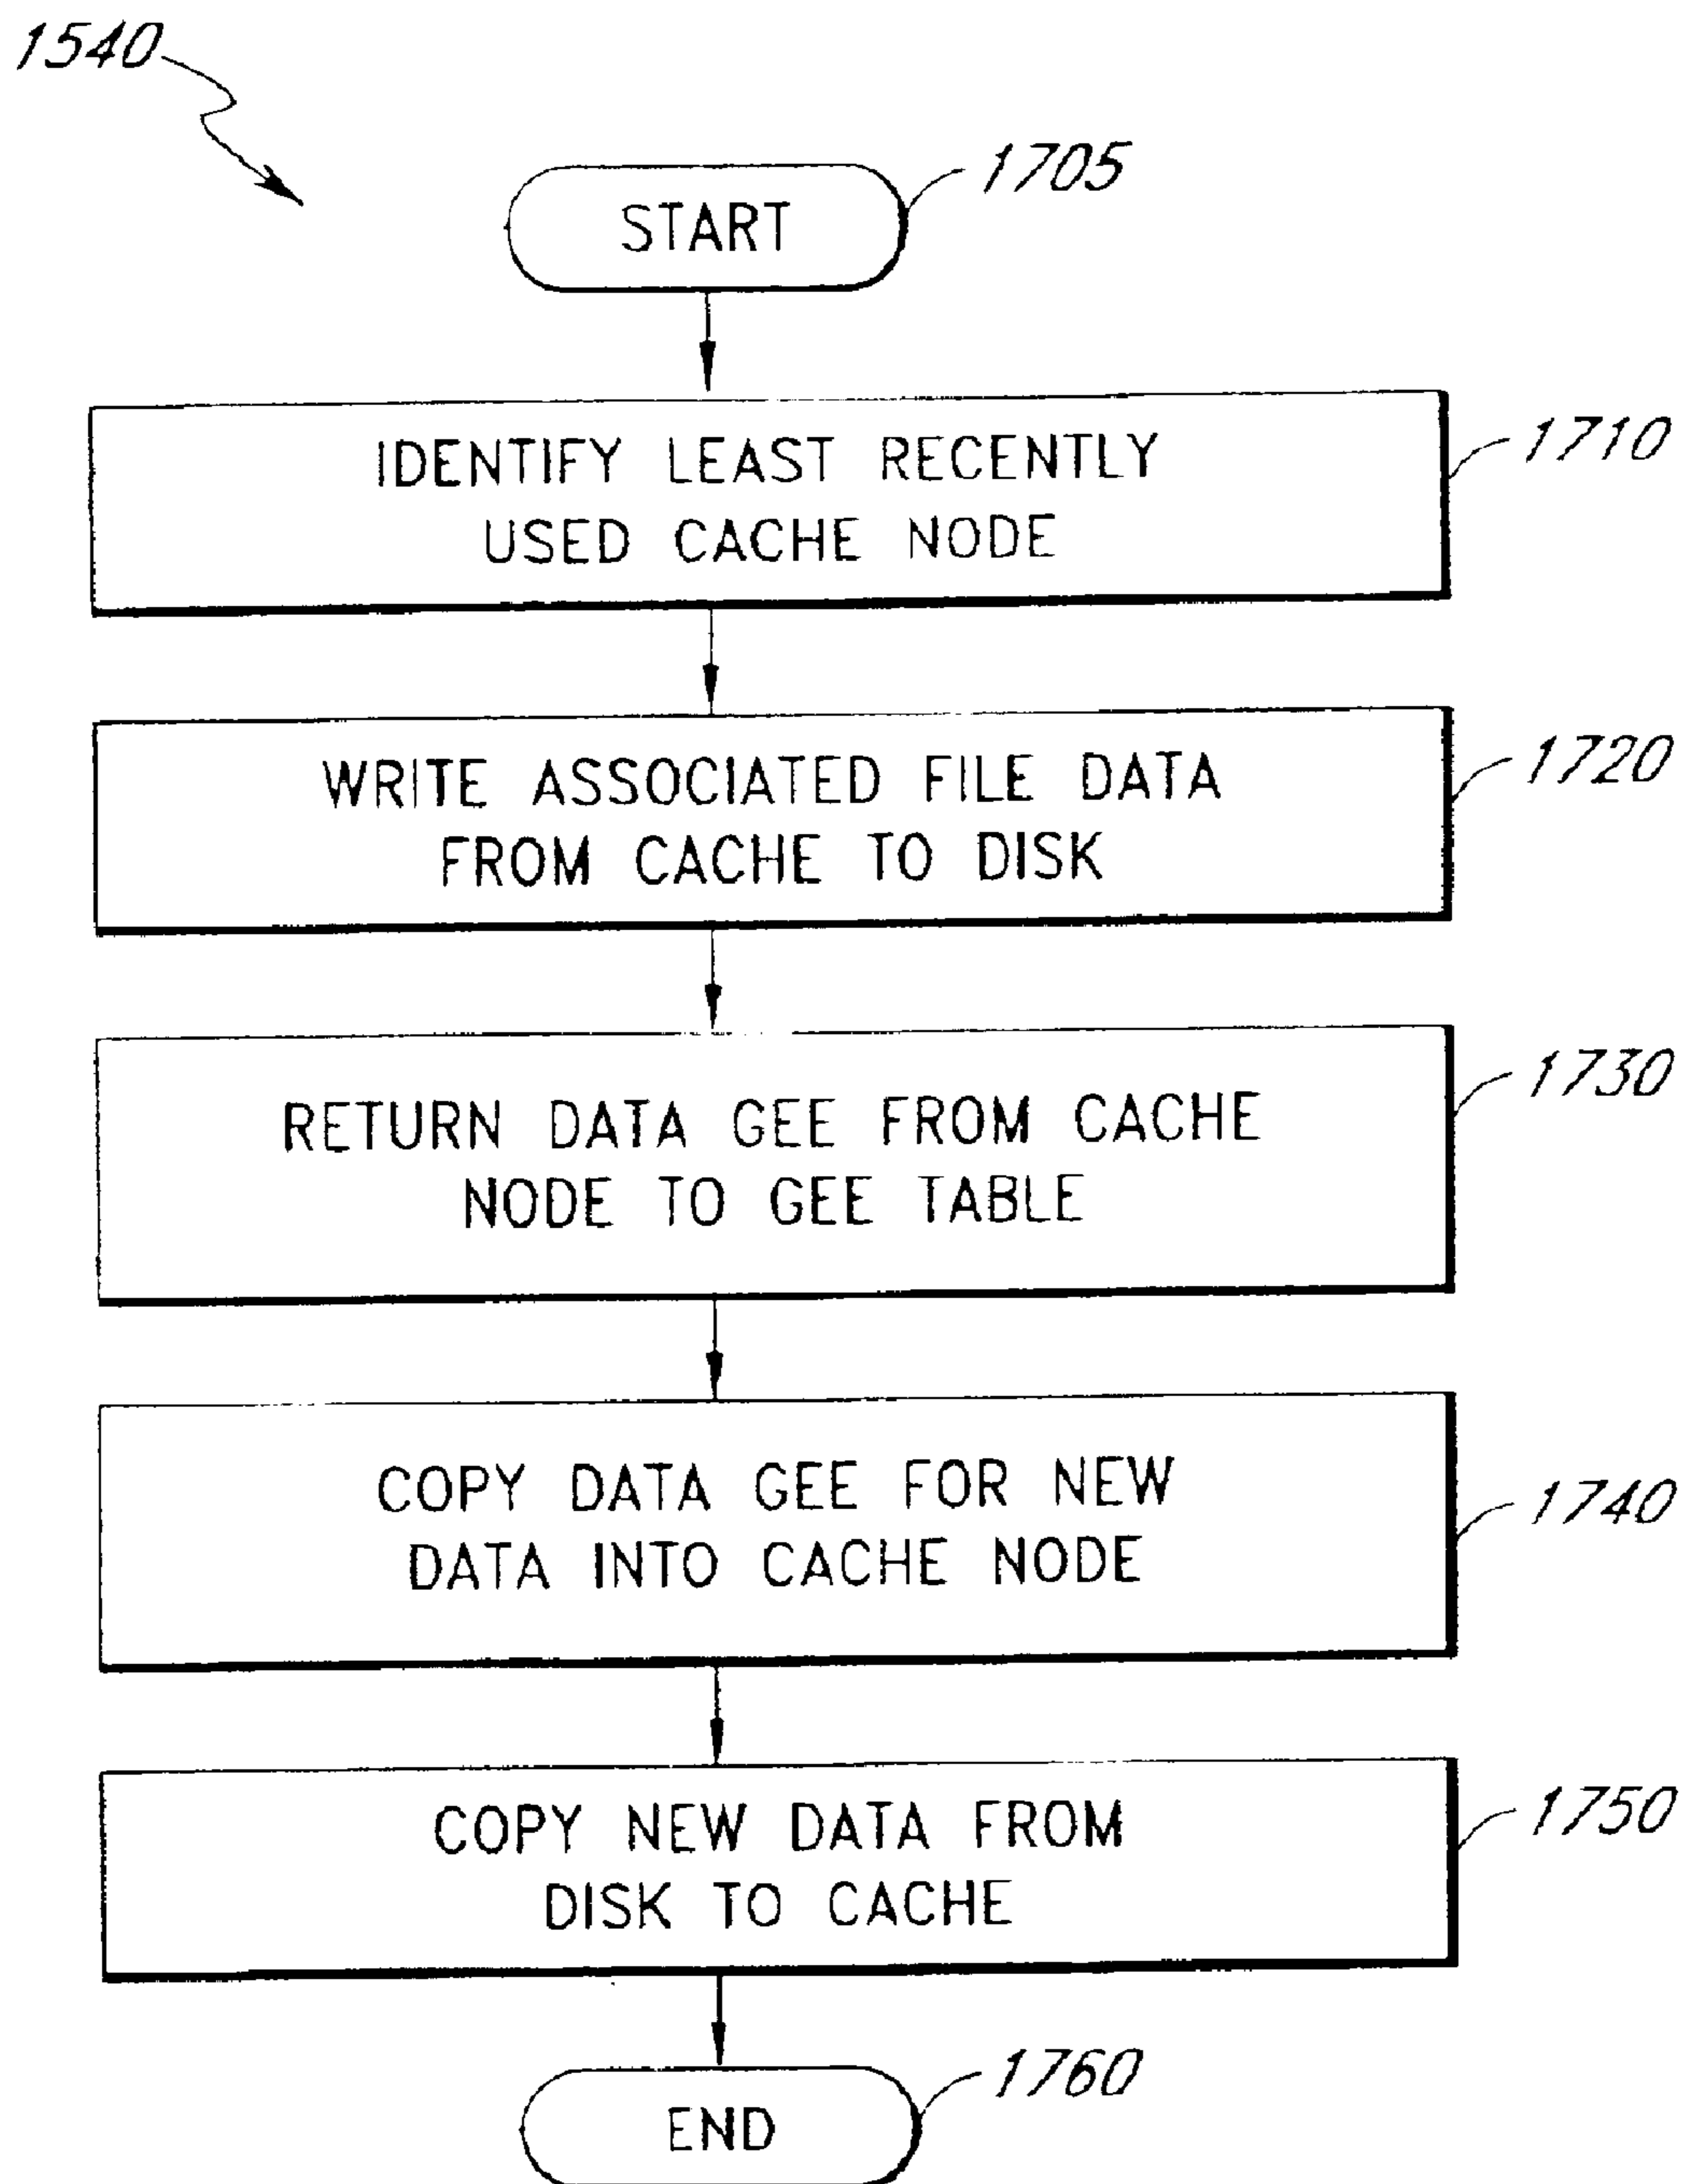 1540
START
1705
IDENTIFY LEAST RECENTLY
USED CACHE NODE
1710
WRITE ASSOCIATED FILE DATA
FROM CACHE TO DISK
1720
RETURN DATA GEE FROM CACHE
NODE TO GEE TABLE
1730
COPY DATA GEE FOR NEW
DATA INTO CACHE NODE
1740
COPY NEW DATA FROM
DISK TO CACHE
1750
END
1760